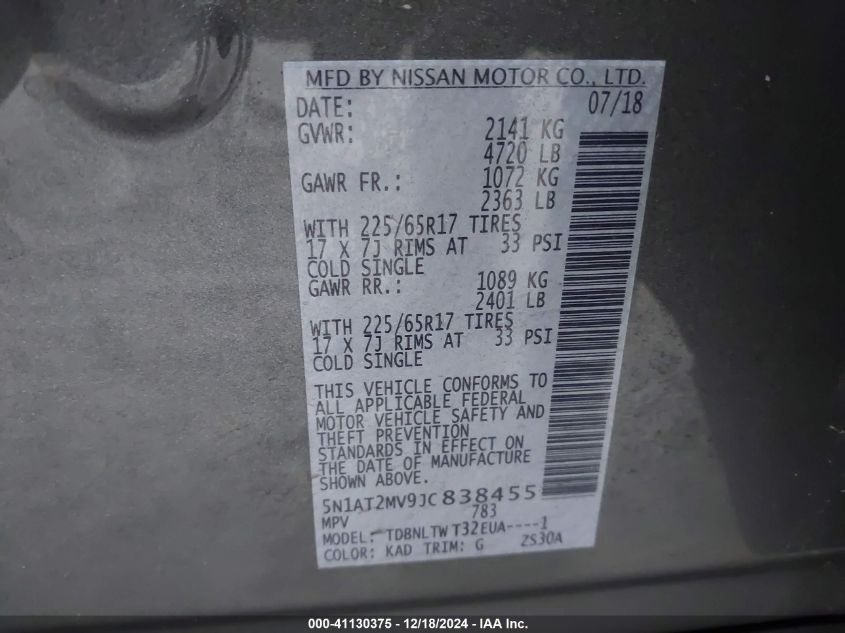 MFD BY NISSAN MOTOR CO., LTD.
DATE: 07/18
GVWR: 2141 KG
4720 LB
GAWR FR.: 1072 KG
2363 LB
WITH 225/65R17 TIRES
17 X 7J RIMS AT 33 PSI
COLD SINGLE
GAWR RR.: 1089 KG
2401 LB
WITH 225/65R17 TIRES
17 X 7J RIMS AT 33 PSI
COLD SINGLE
THIS VEHICLE CONFORMS TO
ALL APPLICABLE FEDERAL
MOTOR VEHICLE SAFETY AND
THEFT PREVENTION
STANDARDS IN EFFECT ON
THE DATE OF MANUFACTURE
SHOWN ABOVE.
5N1AT2MV9JC838455
MPV 783
MODEL: TDBNLTW T32EUA----1
COLOR: KAD TRIM: G ZS30A
000-41130375 - 12/18/2024 - IAA Inc.